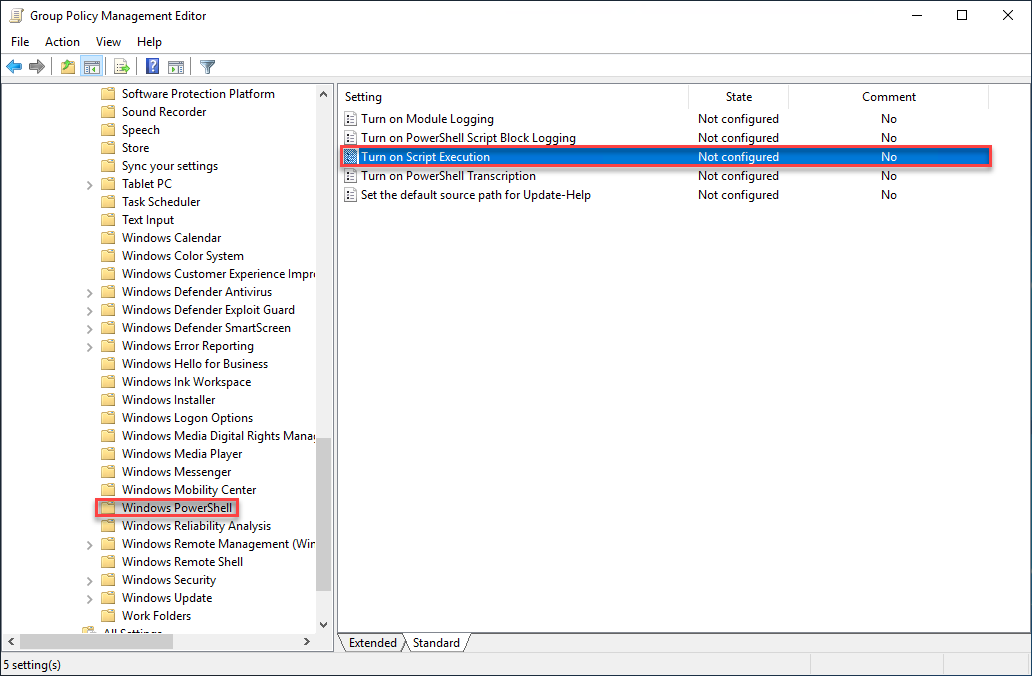 Group Policy Management Editor
File Action View Help
Software Protection Platform
Sound Recorder
Speech
Store
Sync your settings
Tablet PC
Task Scheduler
Text Input
Windows Calendar
Windows Color System
Windows Customer Experience Impr
Windows Defender Antivirus
Windows Defender Exploit Guard
Windows Defender SmartScreen
Windows Error Reporting
Windows Hello for Business
Windows Ink Workspace
Windows Installer
Windows Logon Options
Windows Media Digital Rights Mana
Windows Media Player
Windows Messenger
Windows Mobility Center
Windows PowerShell
Windows Reliability Analysis
Windows Remote Management (Win
Windows Remote Shell
Windows Security
Windows Update
Work Folders
All Settings
Setting State Comment
Turn on Module Logging Not configured No
Turn on PowerShell Script Block Logging Not configured No
Turn on Script Execution Not configured No
Turn on PowerShell Transcription Not configured No
Set the default source path for Update-Help Not configured No
Extended Standard
5 setting(s)